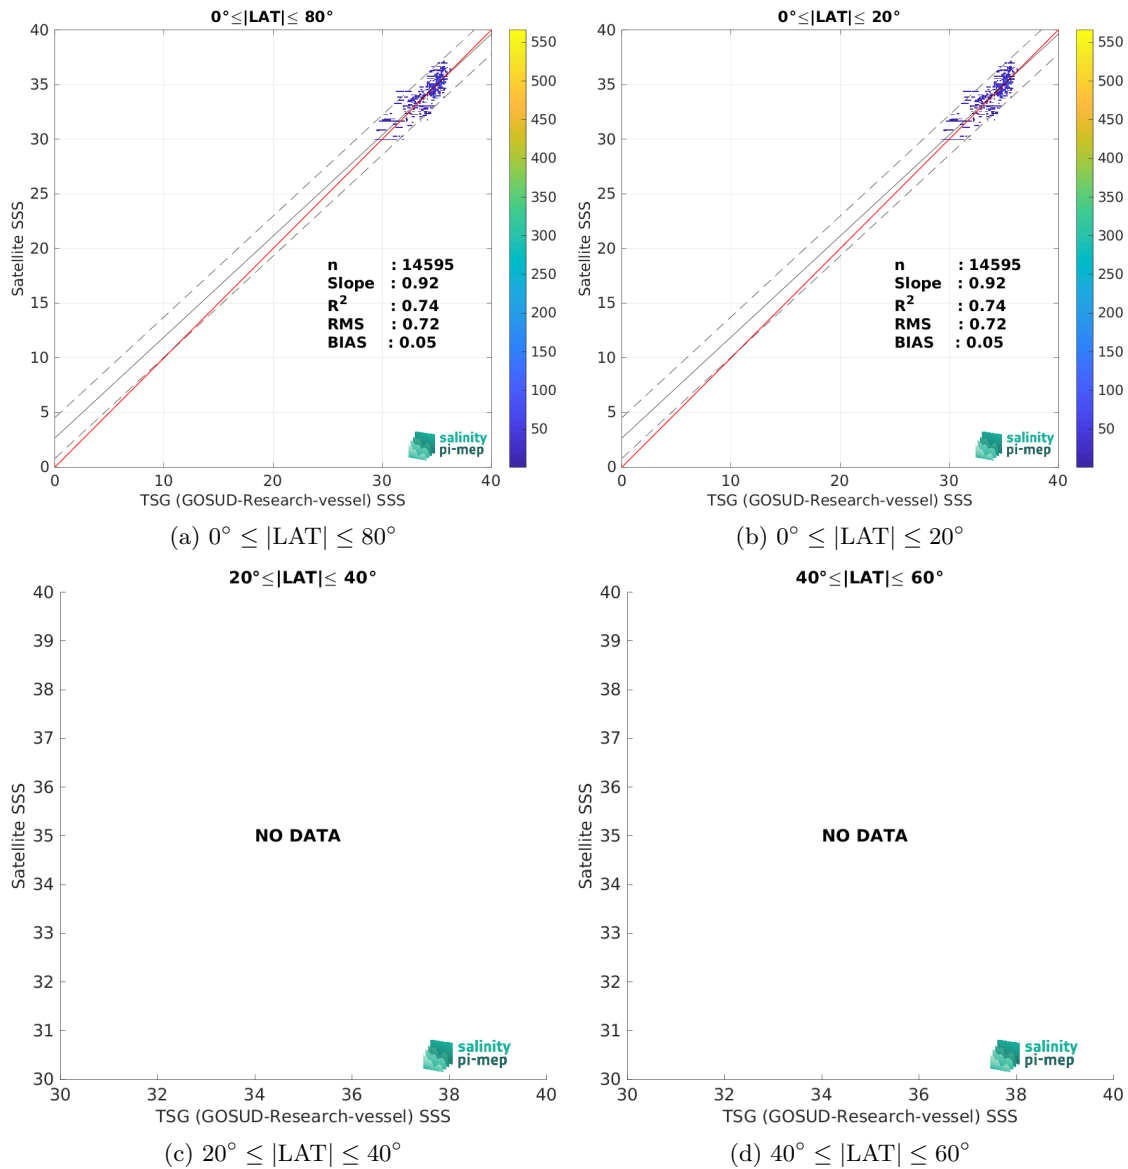 0°≤|LAT|≤ 80°
40
35
30
25
20
15
10
5
0
Satellite SSS
n : 14595
Slope : 0.92
R² : 0.74
RMS : 0.72
BIAS : 0.05
salinity
pi-mep
0 10 20 30 40
TSG (GOSUD-Research-vessel) SSS
550
500
450
400
350
300
250
200
150
100
50
(a) 0° ≤ |LAT| ≤ 80°
0°≤|LAT|≤ 20°
40
35
30
25
20
15
10
5
0
Satellite SSS
n : 14595
Slope : 0.92
R² : 0.74
RMS : 0.72
BIAS : 0.05
salinity
pi-mep
0 10 20 30 40
TSG (GOSUD-Research-vessel) SSS
550
500
450
400
350
300
250
200
150
100
50
(b) 0° ≤ |LAT| ≤ 20°
20°≤|LAT|≤ 40°
40
39
38
37
36
35
34
33
32
31
30
Satellite SSS
NO DATA
salinity
pi-mep
30 32 34 36 38 40
TSG (GOSUD-Research-vessel) SSS
(c) 20° ≤ |LAT| ≤ 40°
40°≤|LAT|≤ 60°
40
39
38
37
36
35
34
33
32
31
30
Satellite SSS
NO DATA
salinity
pi-mep
30 32 34 36 38 40
TSG (GOSUD-Research-vessel) SSS
(d) 40° ≤ |LAT| ≤ 60°